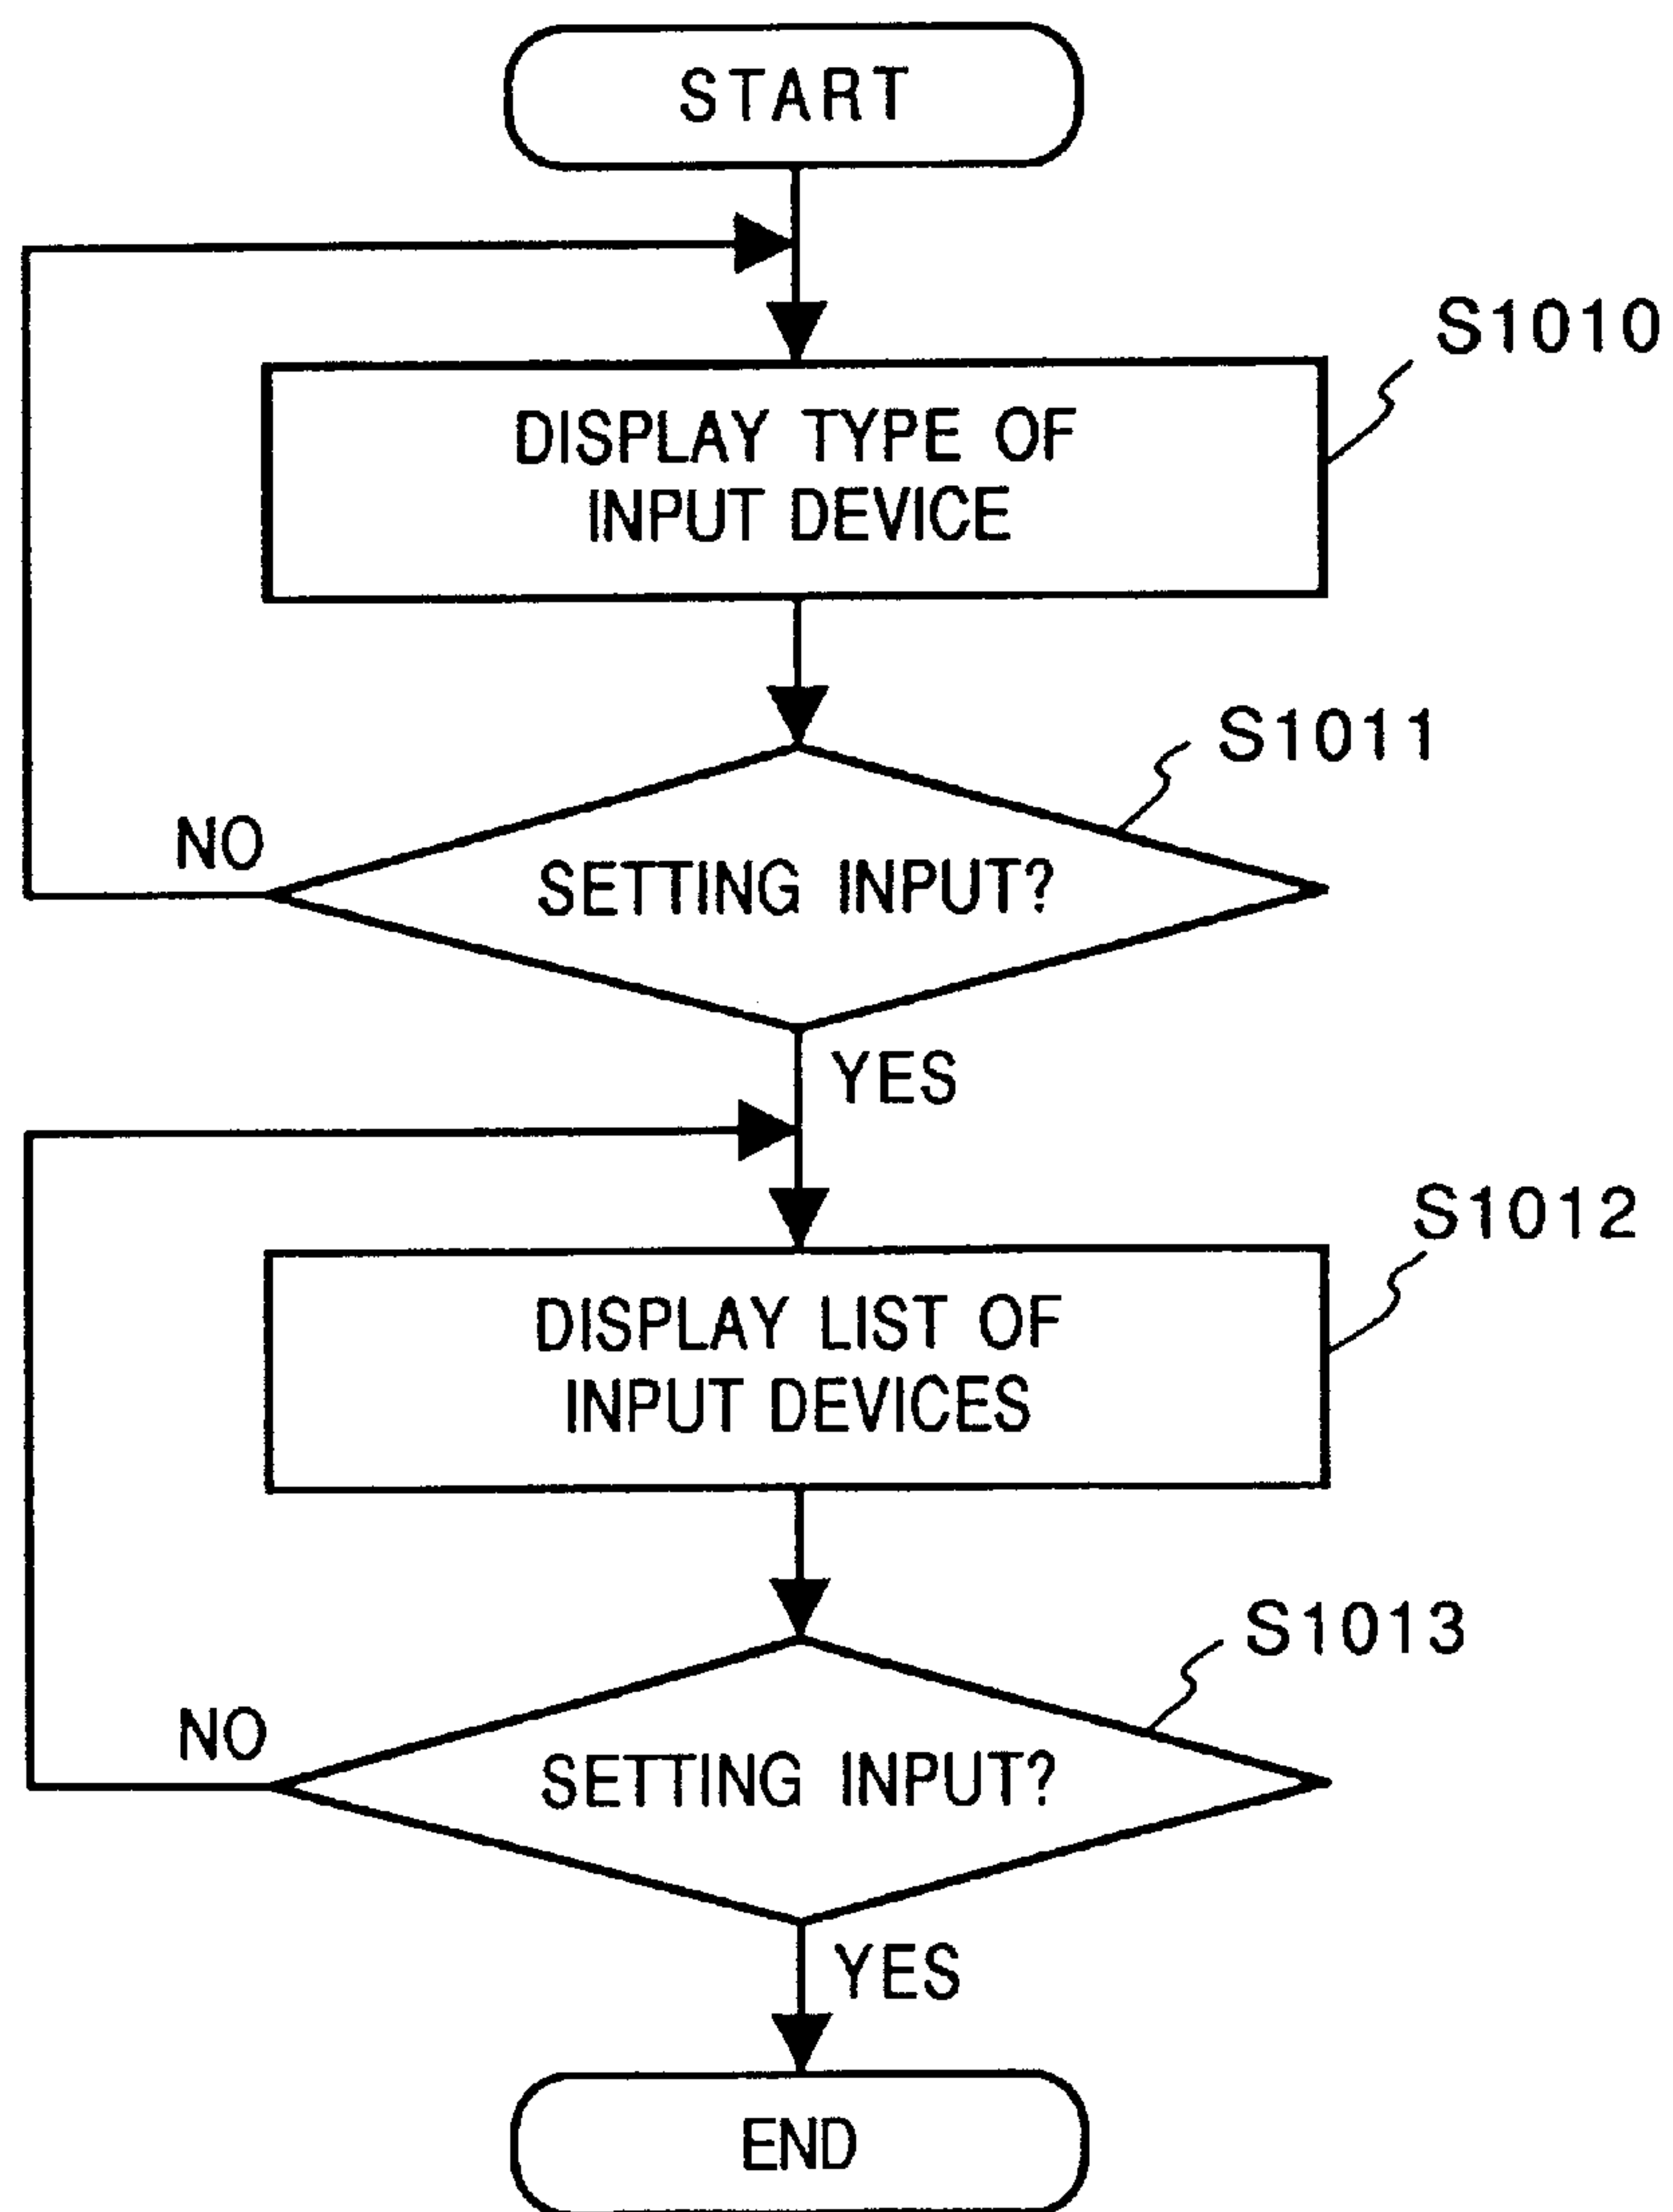 START
S1010
DISPLAY TYPE OF
INPUT DEVICE
S1011
NO
SETTING INPUT?
YES
S1012
DISPLAY LIST OF
INPUT DEVICES
S1013
NO
SETTING INPUT?
YES
END